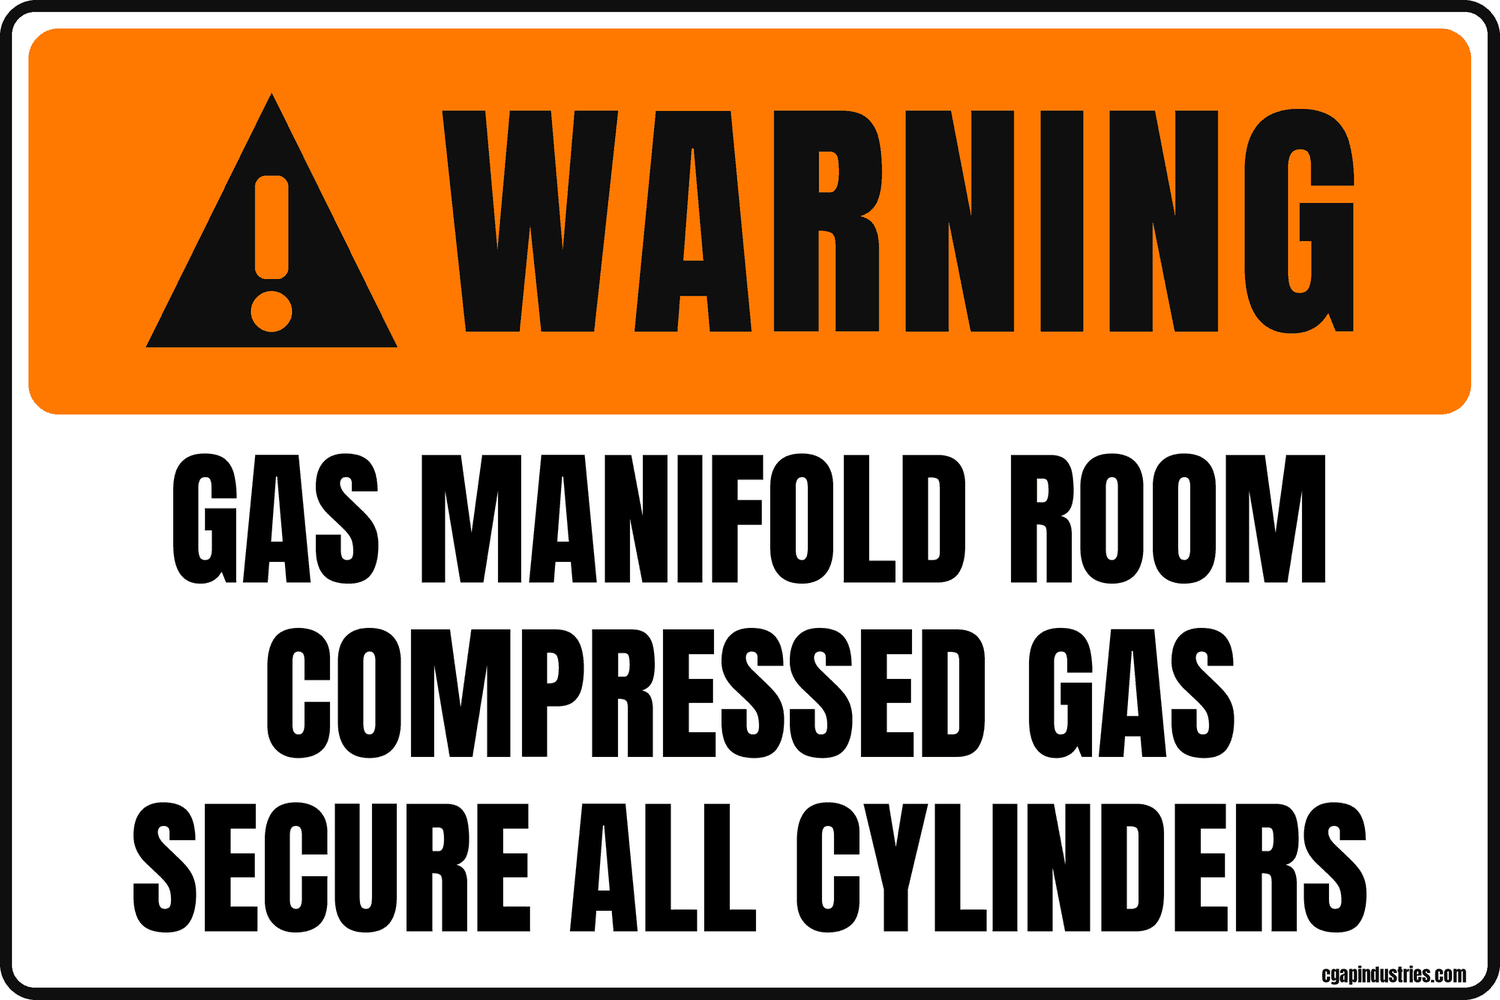 WARNING
GAS MANIFOLD ROOM
COMPRESSED GAS
SECURE ALL CYLINDERS
cgapindustries.com